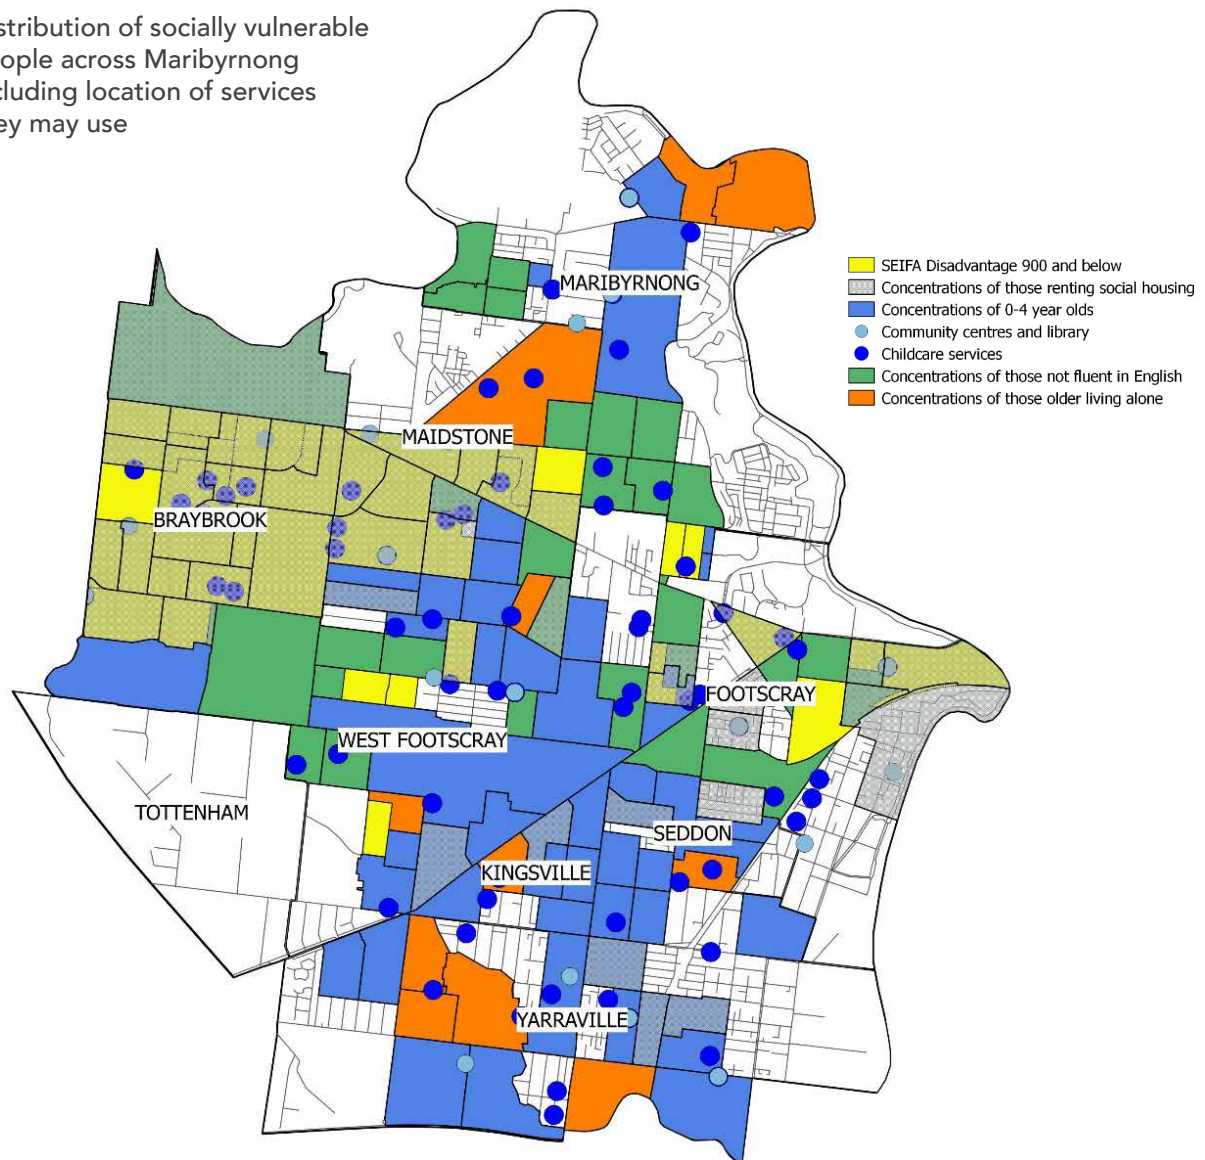 stribution of socially vulnerable
ople across Maribyrnong
cluding location of services
ey may use
SEIFA Disadvantage 900 and below
Concentrations of those renting social housing
Concentrations of 0-4 year olds
Community centres and library
Childcare services
Concentrations of those not fluent in English
Concentrations of those older living alone
MARIBYRNONG
MAIDSTONE
BRAYBROOK
FOOTSCRAY
WEST FOOTSCRAY
TOTTENHAM
SEDDON
KINGSVILLE
YARRAVILLE